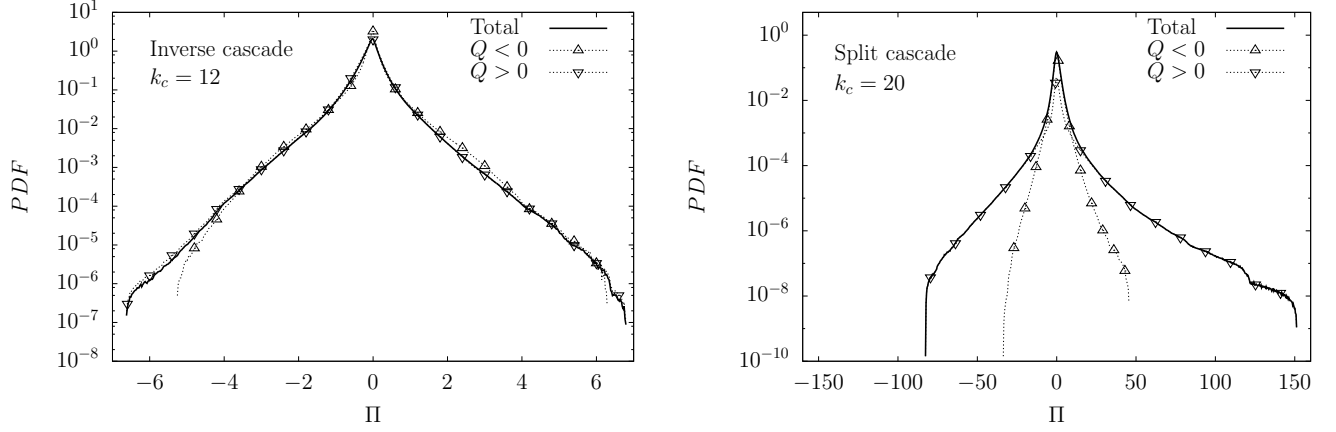 10^1
10^0
10^-1
10^-2
10^-3
10^-4
10^-5
10^-6
10^-7
10^-8
PDF
Inverse cascade
k_c = 12
Total
Q < 0
Q > 0
−6 −4 −2 0 2 4 6
Π
10^0
10^-2
10^-4
10^-6
10^-8
10^-10
PDF
Split cascade
k_c = 20
Total
Q < 0
Q > 0
−150 −100 −50 0 50 100 150
Π